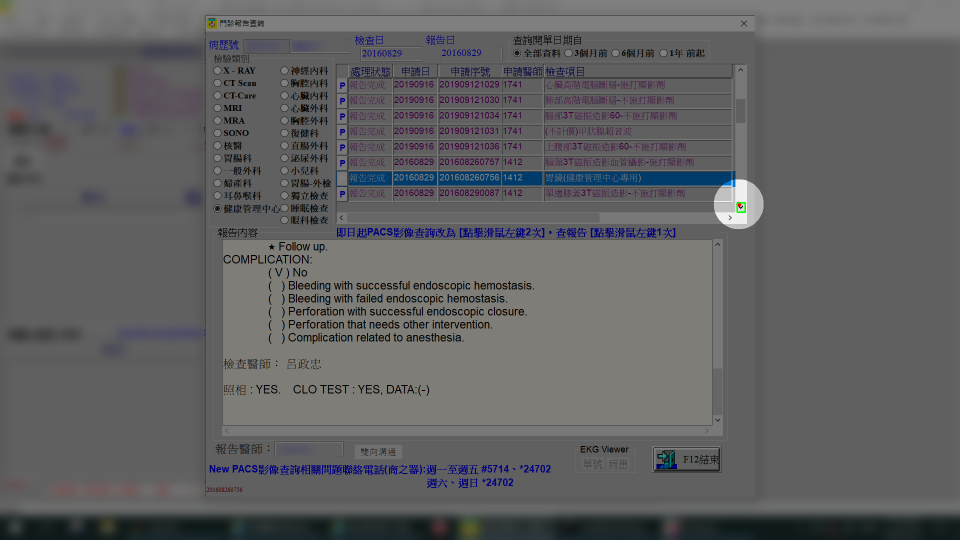 門診報告查詢
病歷號
檢查日
20160829
報告日
20160829
查詢開單日期自
全部資料 3個月前 6個月前 1年 前起
檢驗類別
X - RAY 神經內科
CT Scan 胸腔內科
CT-Care 心臟內科
MRI 心臟外科
MRA 胸腔外科
SONO 復健科
核醫 直腸外科
胃腸科 泌尿外科
一般外科 小兒科
婦產科 胃腸-外檢
耳鼻喉科 獨立檢查
健康管理中心 睡眠檢查
眼科檢查
處理狀態 申請日 申請序號 申請醫師 檢查項目
P 報告完成 20190916 201909121029 1741 心臟高階電腦斷層-施打顯影劑
P 報告完成 20190916 201909121030 1741 肺部高階電腦斷層-不施打顯影劑
P 報告完成 20190916 201909121034 1741 腦部3T磁振造影60-不施打顯影劑
P 報告完成 20190916 201909121031 1741 (不計價)甲狀腺超音波
P 報告完成 20190916 201909121036 1741 上腹部3T磁振造影60-不施打顯影劑
P 報告完成 20160829 201608260757 1412 腦部3T磁振造影血管攝影-施打顯影劑
報告完成 20160829 201608260756 1412 胃鏡(健康管理中心專用)
P 報告完成 20160829 201608290087 1412 單邊膝蓋3T磁振造影-不施打顯影劑
報告內容
即日起PACS影像查詢改為 [點擊滑鼠左鍵2次]，查報告 [點擊滑鼠左鍵1次]
★ Follow up.
COMPLICATION:
( V ) No
( ) Bleeding with successful endoscopic hemostasis.
( ) Bleeding with failed endoscopic hemostasis.
( ) Perforation with successful endoscopic closure.
( ) Perforation that needs other intervention.
( ) Complication related to anesthesia.
檢查醫師： 呂政忠
照相 : YES. CLO TEST : YES, DATA:(-)
報告醫師：
雙向溝通
EKG Viewer
單號 病患
F12結束
New PACS影像查詢相關問題聯絡電話(商之器):週一至週五 #5714、*24702
週六、週日 *24702
201608260756